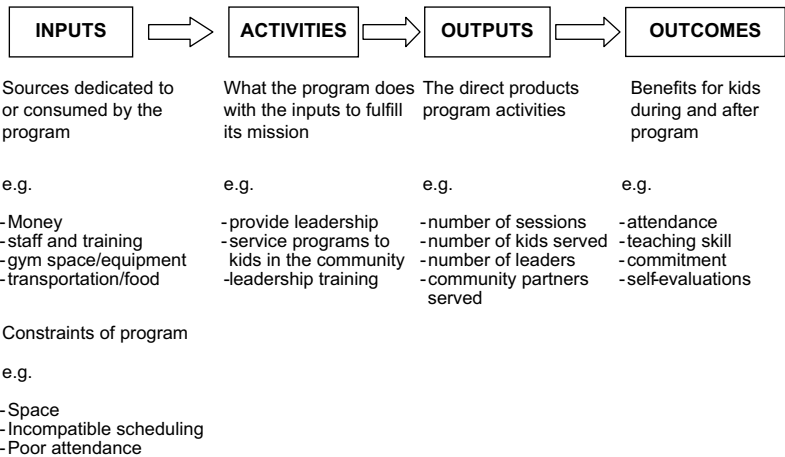 INPUTS
ACTIVITIES
OUTPUTS
OUTCOMES
Sources dedicated to
or consumed by the
program
e.g.
-Money
-staff and training
-gym space/equipment
-transportation/food
Constraints of program
e.g.
-Space
-Incompatible scheduling
-Poor attendance
What the program does
with the inputs to fulfill
its mission
e.g.
-provide leadership
-service programs to
kids in the community
-leadership training
The direct products
program activities
e.g.
-number of sessions
-number of kids served
-number of leaders
-community partners
served
Benefits for kids
during and after
program
e.g.
-attendance
-teaching skill
-commitment
-self-evaluations